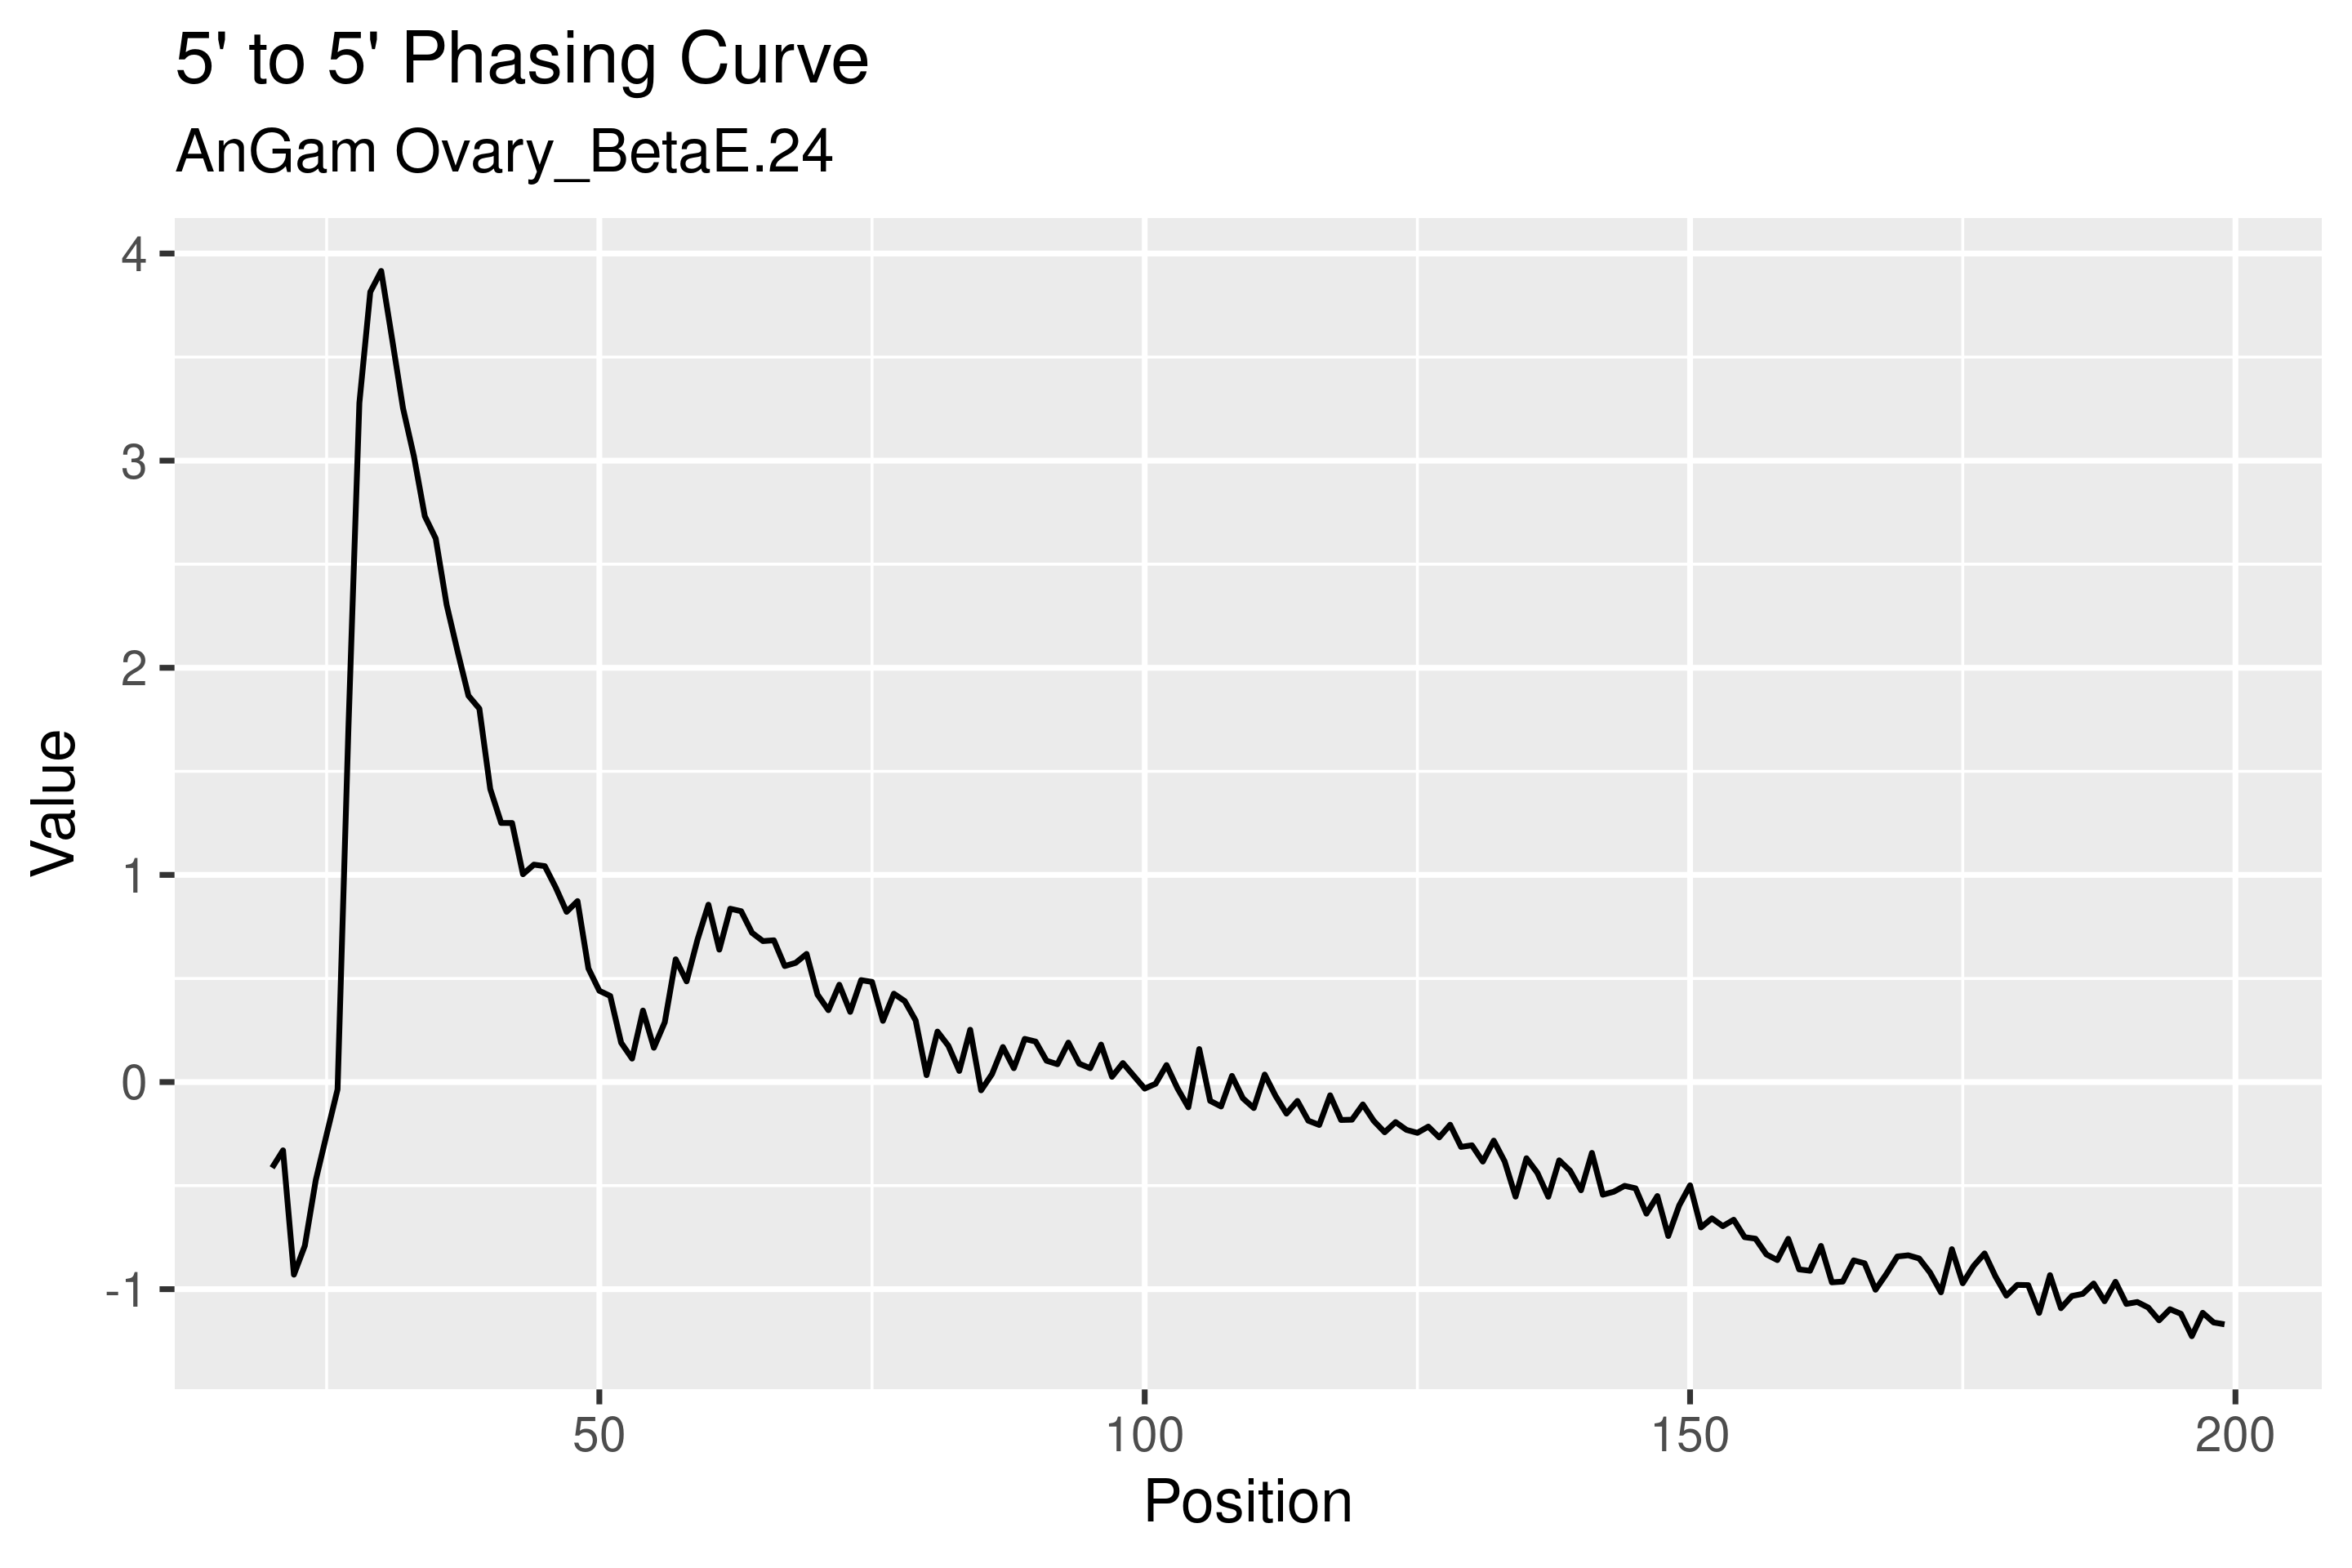 5' to 5' Phasing Curve
AnGam Ovary_BetaE.24
4
3
2
1
0
-1
Value
50 100 150 200
Position